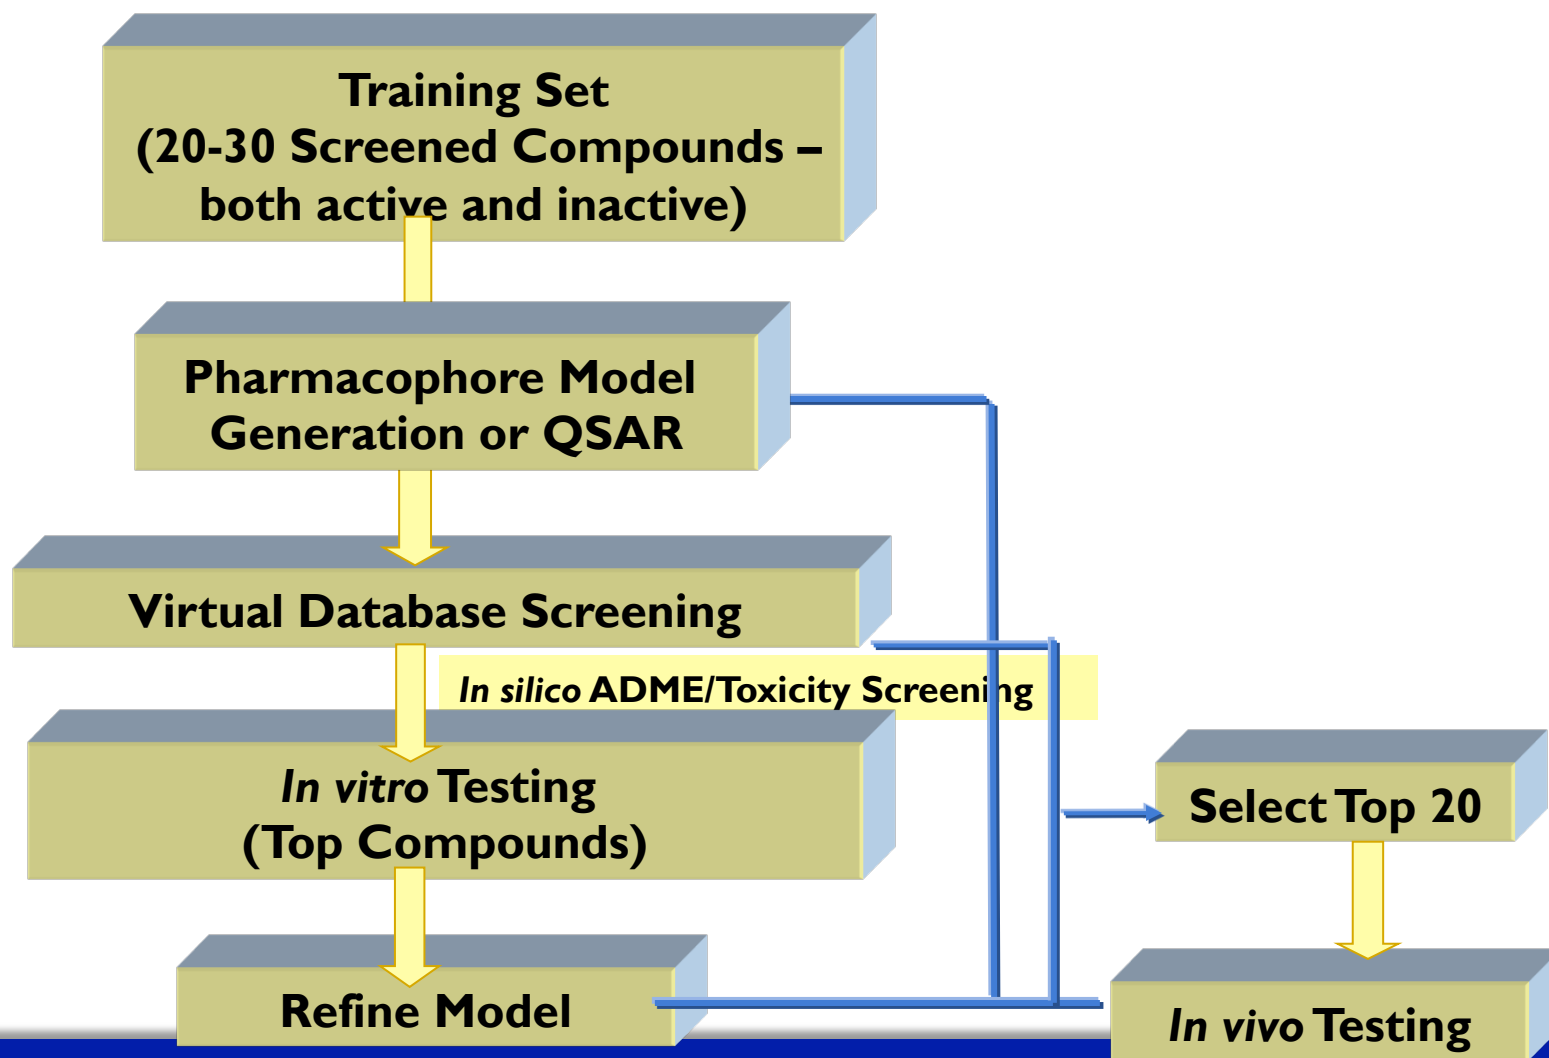 Training Set
(20-30 Screened Compounds –
both active and inactive)
Pharmacophore Model
Generation or QSAR
Virtual Database Screening
In silico ADME/Toxicity Screening
In vitro Testing
(Top Compounds)
Refine Model
Select Top 20
In vivo Testing